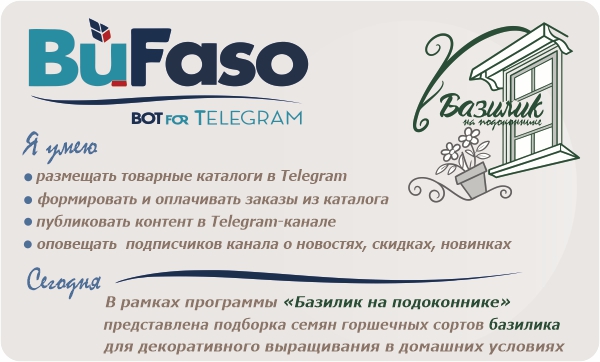 BùFaso
BOT FOR TELEGRAM
Базилик
на подоконнике
Я умею
размещать товарные каталоги в Telegram
формировать и оплачивать заказы из каталога
публиковать контент в Telegram-канале
оповещать подписчиков канала о новостях, скидках, новинках
Сегодня
В рамках программы «Базилик на подоконнике»
представлена подборка семян горшечных сортов базилика
для декоративного выращивания в домашних условиях